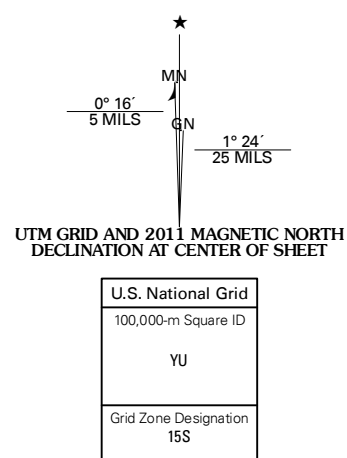 ★
MN
0° 16´
5 MILS
GN
1° 24´
25 MILS
UTM GRID AND 2011 MAGNETIC NORTH
DECLINATION AT CENTER OF SHEET
U.S. National Grid
100,000-m Square ID
YU
Grid Zone Designation
15S